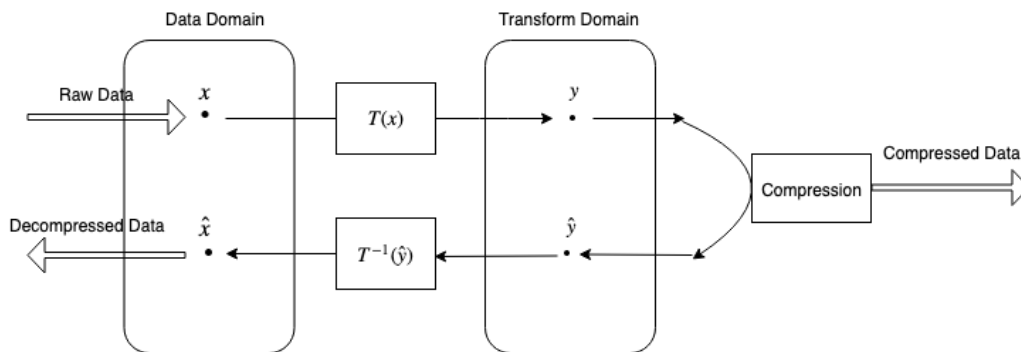 Data Domain
Transform Domain
Raw Data
x
T(x)
y
Compression
Compressed Data
Decompressed Data
x̂
T⁻¹(ŷ)
ŷ